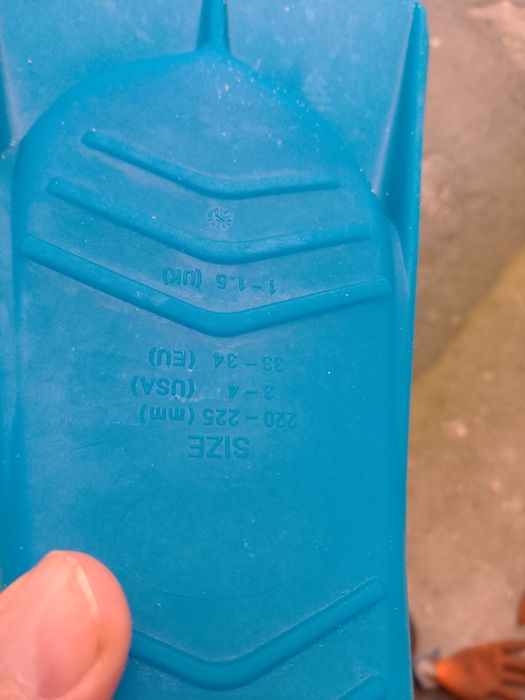 SIZE
220-225 (mm)
3-4 (USA)
33-34 (EU)
1-1.5 (UK)